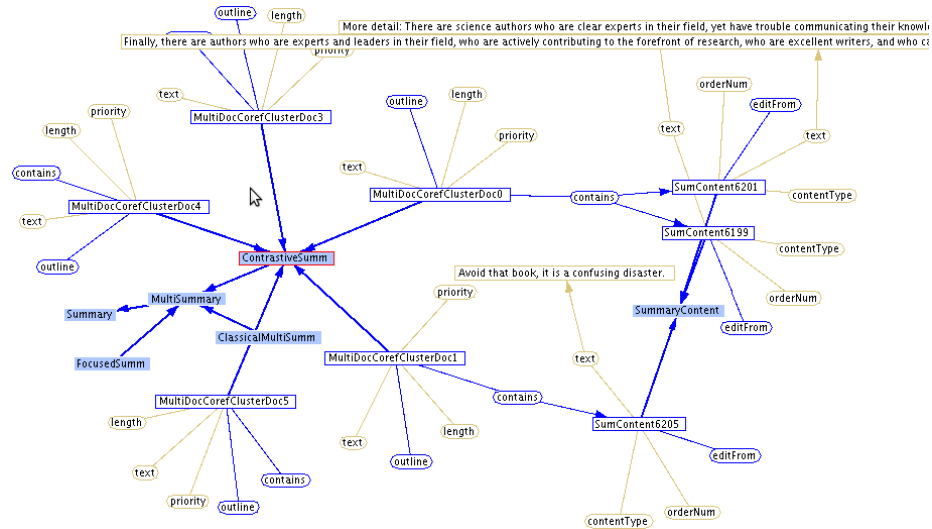 outline
length
More detail: There are science authors who are clear experts in their field, yet have trouble communicating their knowle
Finally, there are authors who are experts and leaders in their field, who are actively contributing to the forefront of research, who are excellent writers, and who ca
priority
text
MultiDocCorefClusterDoc3
outline
length
priority
text
MultiDocCorefClusterDoc0
orderNum
editFrom
text
text
priority
length
contains
MultiDocCorefClusterDoc4
text
outline
contains
SumContent6201
contentType
SumContent6199
contentType
orderNum
editFrom
ContrastiveSumm
Avoid that book, it is a confusing disaster.
priority
MultiSummary
Summary
SummaryContent
ClassicalMultiSumm
FocusedSumm
MultiDocCorefClusterDoc1
text
contains
MultiDocCorefClusterDoc5
length
text
priority
outline
contains
text
length
outline
SumContent6205
editFrom
orderNum
contentType